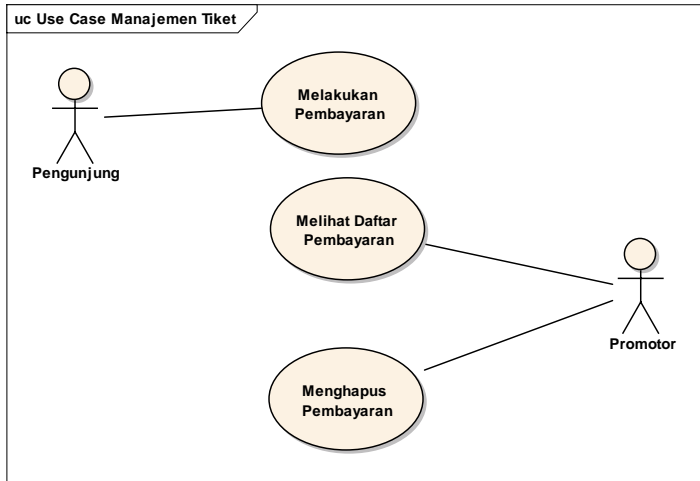 uc Use Case Manajemen Tiket
Melakukan
Pembayaran
Pengunjung
Melihat Daftar
Pembayaran
Promotor
Menghapus
Pembayaran